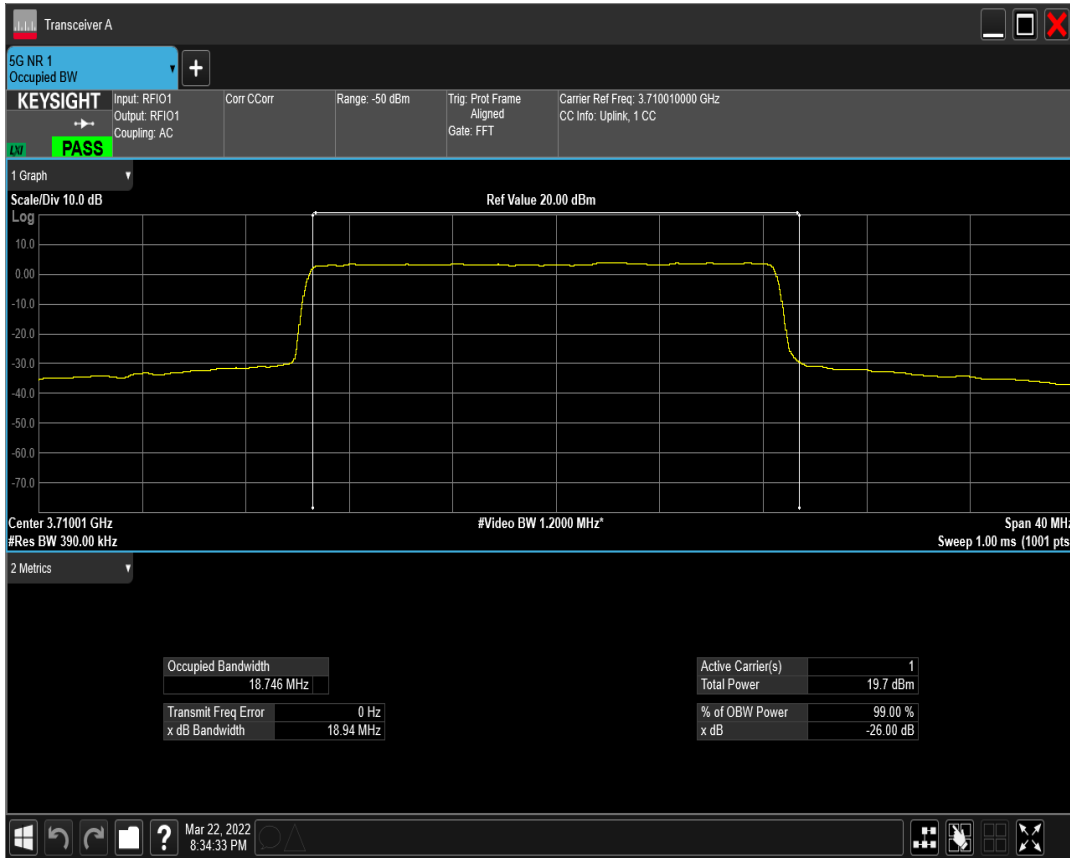 Transceiver A
5G NR 1
Occupied BW
+
KEYSIGHT
Input: RFIO1
Output: RFIO1
Coupling: AC
Corr CCorr
Range: -50 dBm
Trig: Prot Frame
Aligned
Gate: FFT
Carrier Ref Freq: 3.710010000 GHz
CC Info: Uplink, 1 CC
LXI
PASS
1 Graph
Scale/Div 10.0 dB
Ref Value 20.00 dBm
Log
10.0
0.00
-10.0
-20.0
-30.0
-40.0
-50.0
-60.0
-70.0
Center 3.71001 GHz
#Video BW 1.2000 MHz*
Span 40 MHz
#Res BW 390.00 kHz
Sweep 1.00 ms (1001 pts
2 Metrics
Occupied Bandwidth
18.746 MHz
Transmit Freq Error 0 Hz
x dB Bandwidth 18.94 MHz
Active Carrier(s) 1
Total Power 19.7 dBm
% of OBW Power 99.00 %
x dB -26.00 dB
?
Mar 22, 2022
8:34:33 PM